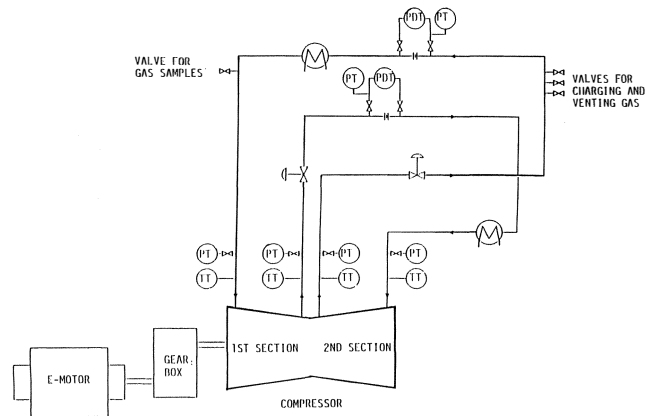 PDT
PT
VALVE FOR
GAS SAMPLES
PT
PDT
VALVES FOR
CHARGING AND
VENTING GAS
PT
PT
PT
PT
TT
TT
TT
TT
1ST SECTION
2ND SECTION
GEAR
BOX
E-MOTOR
COMPRESSOR